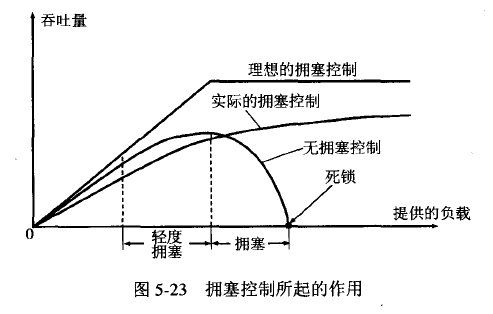 吞吐量
理想的拥塞控制
实际的拥塞控制
无拥塞控制
死锁
提供的负载
0
轻度
拥塞
拥塞
图 5-23 拥塞控制所起的作用